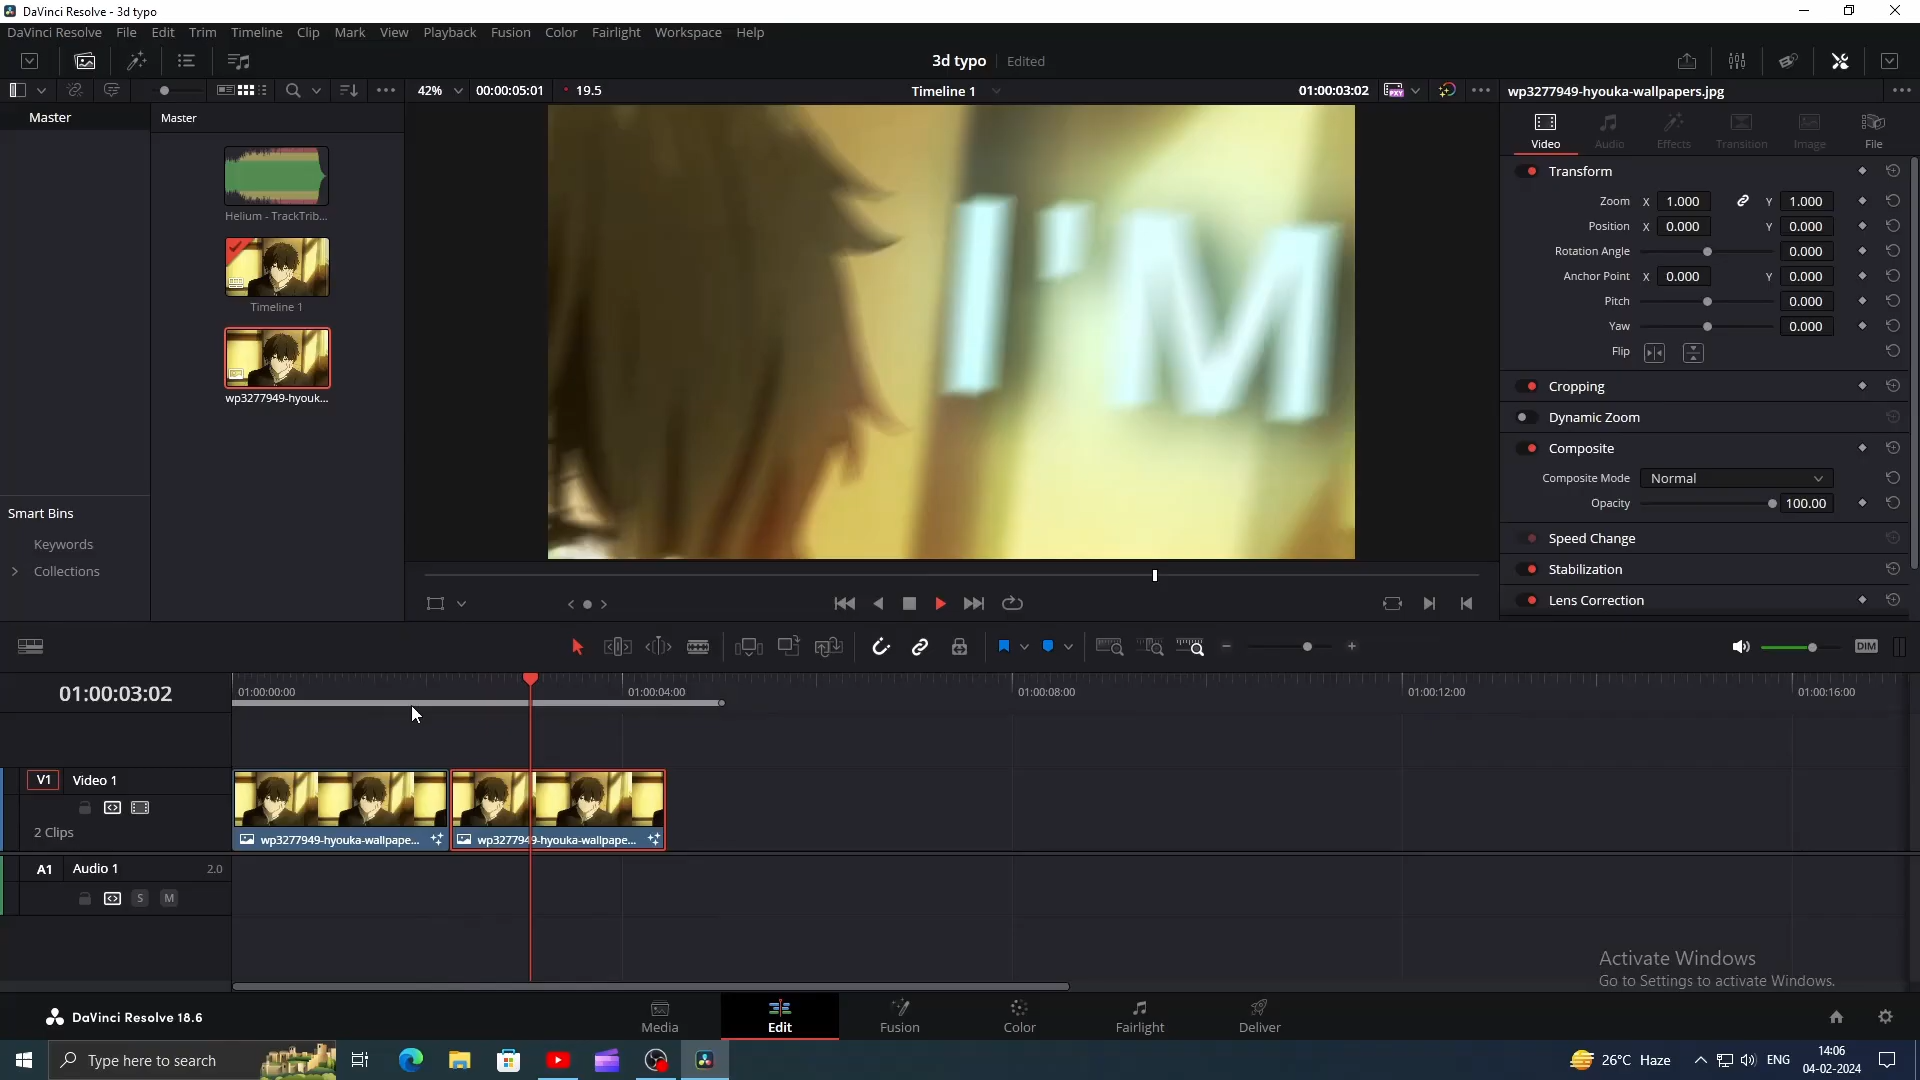 DaVinci Resolve - 3d typo
DaVinci Resolve File Edit Trim Timeline Clip Mark View Playback Fusion Color Fairlight Workspace Help
3d typo Edited
42% 00:00:05:01 19.5 Timeline 1 01:00:03:02 wp3277949-hyouka-wallpapers.jpg
Master
Master
Helium - TrackTrib...
Timeline 1
wp3277949-hyouk...
Smart Bins
Keywords
Collections
I'M
Video Audio Effects Transition Image File
Transform
Zoom X 1.000 Y 1.000
Position X 0.000 Y 0.000
Rotation Angle 0.000
Anchor Point X 0.000 Y 0.000
Pitch 0.000
Yaw 0.000
Flip
Cropping
Dynamic Zoom
Composite
Composite Mode Normal
Opacity 100.00
Speed Change
Stabilization
Lens Correction
DIM
01:00:03:02
01:00:00:00 01:00:04:00 01:00:08:00 01:00:12:00 01:00:16:00
V1 Video 1
2 Clips
wp3277949-hyouka-wallpape... wp3277949-hyouka-wallpape...
A1 Audio 1 2.0
S M
Activate Windows
Go to Settings to activate Windows.
DaVinci Resolve 18.6
Media Edit Fusion Color Fairlight Deliver
Type here to search
26°C Haze ENG
14:06
04-02-2024